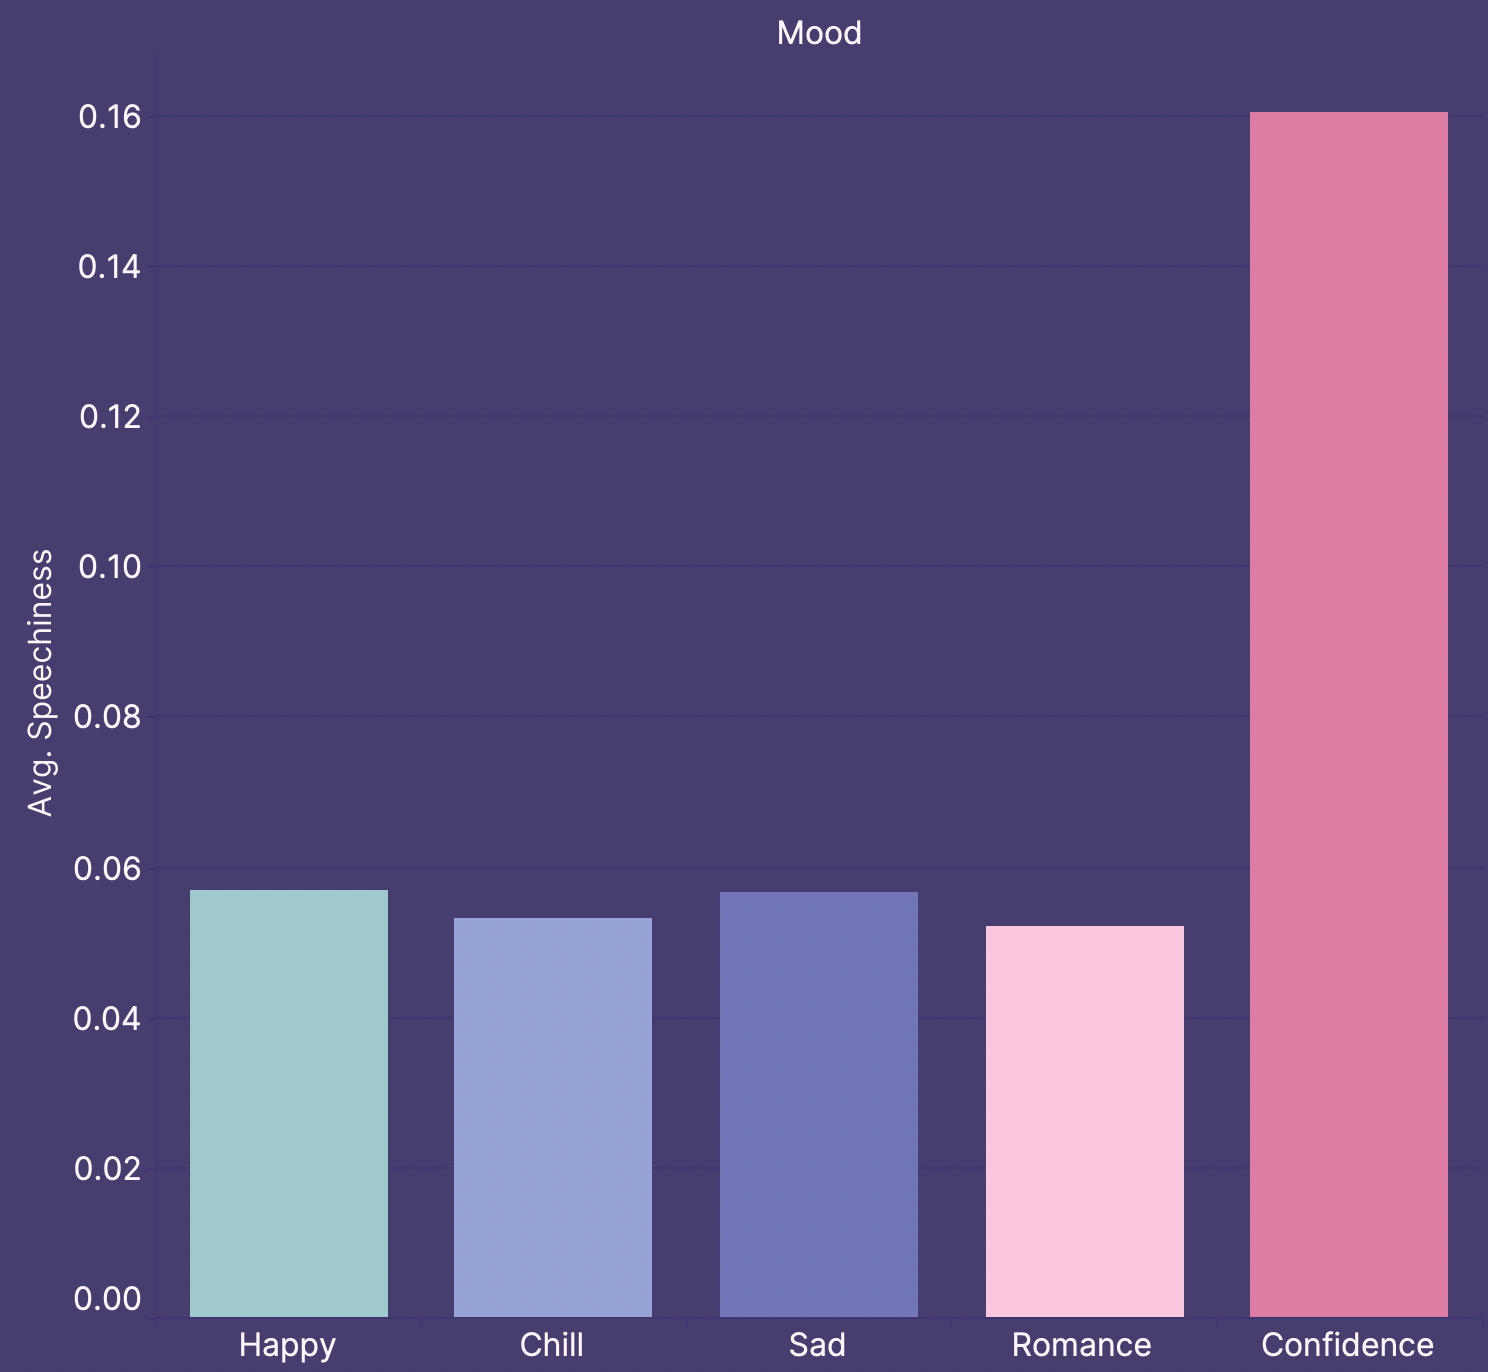 Mood
0.16
0.14
0.12
0.10
0.08
0.06
0.04
0.02
0.00
Avg. Speechiness
Happy
Chill
Sad
Romance
Confidence